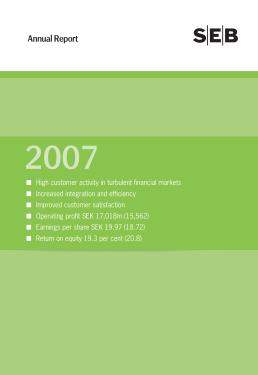 Annual Report
SEB
2007
High customer activity in turbulent financial markets
Increased integration and efficiency
Improved customer satisfaction
Operating profit SEK 17,018m (15,562)
Earnings per share SEK 19.97 (18.72)
Return on equity 19.3 per cent (20.8)